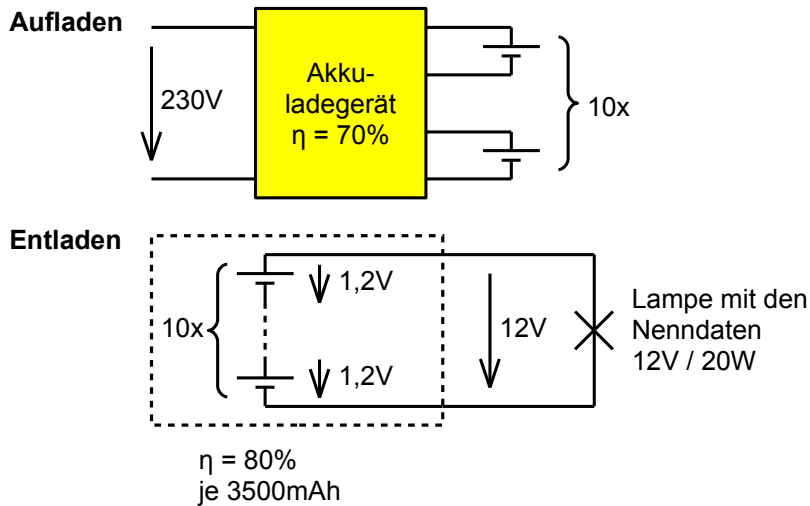 Aufladen
230V
Akku-
ladegerät
η = 70%
10x
Entladen
10x
1,2V
1,2V
12V
Lampe mit den
Nenndaten
12V / 20W
η = 80%
je 3500mAh